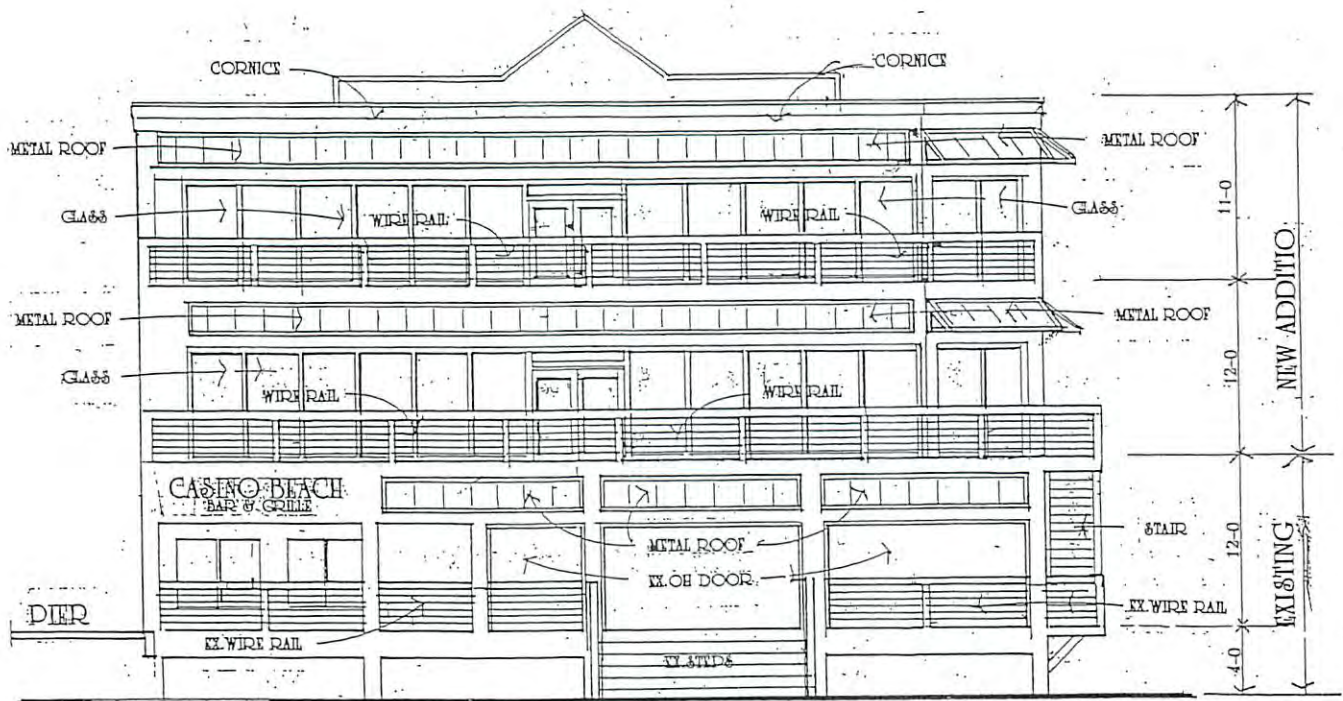 CORNICE
CORNICE
METAL ROOF
METAL ROOF
GLASS
WIRE RAIL
WIRE RAIL
GLASS
11-0
METAL ROOF
METAL ROOF
GLASS
WIRE RAIL
WIRE RAIL
12-0
NEW ADDITIO
CASINO BEACH
BAR & GRILLE
METAL ROOF
EX. OH DOOR
STAIR
12-0
EXISTING
PIER
EX. WIRE RAIL
EX. WIRE RAIL
EX. STEPS
4-0